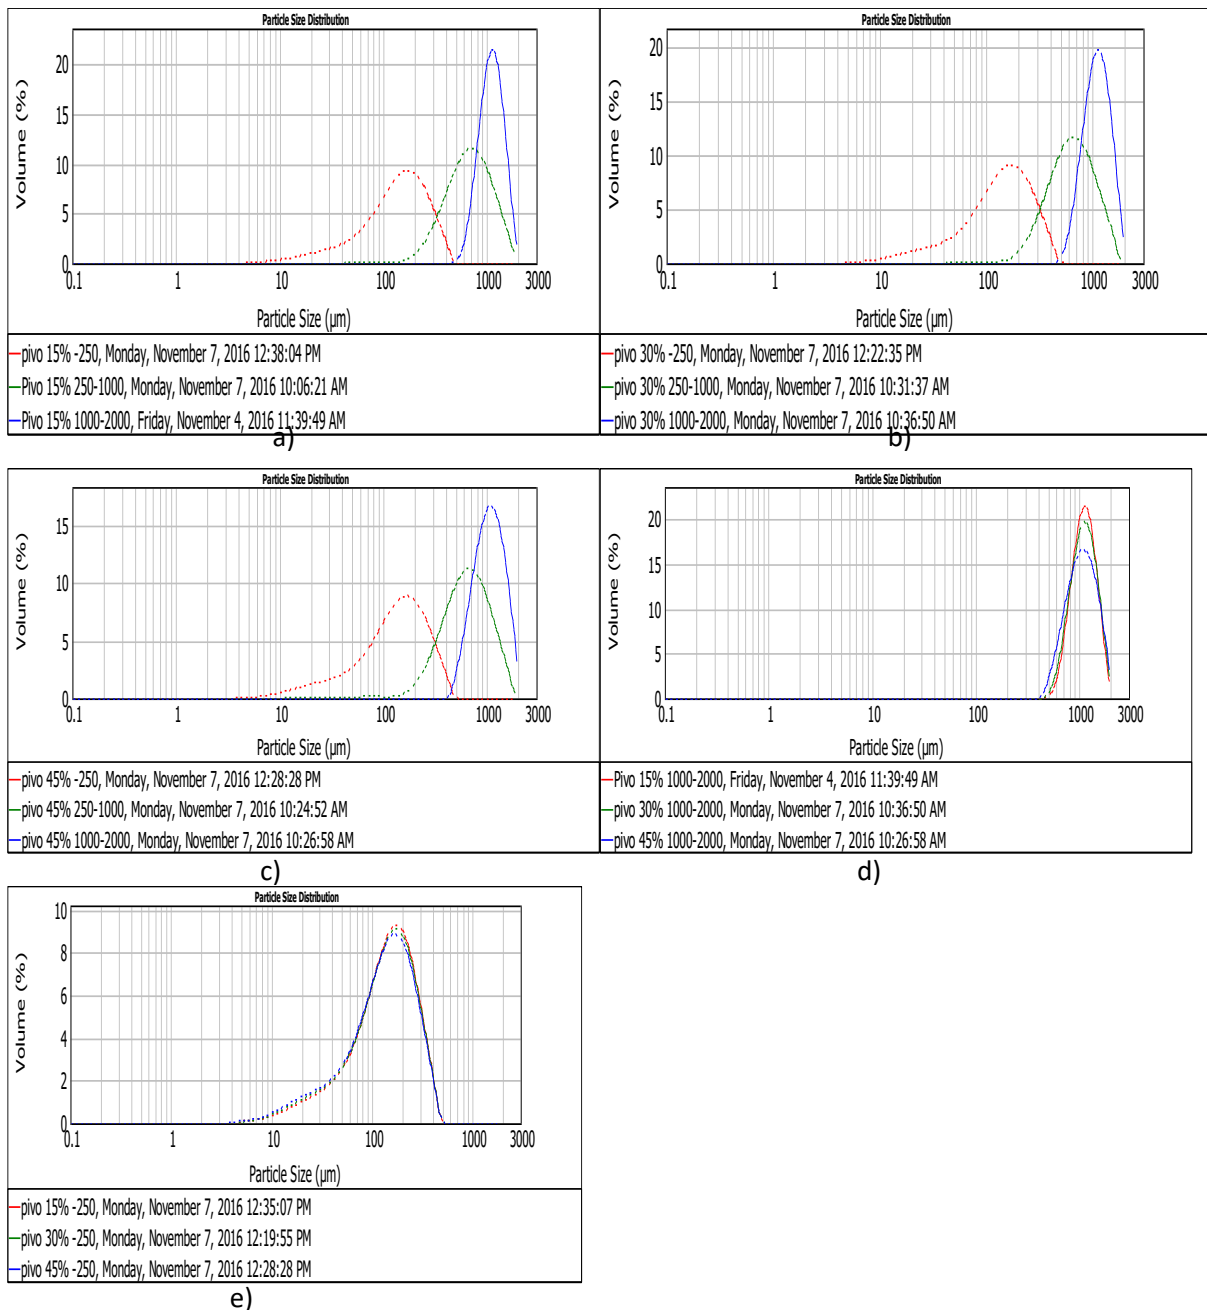 Particle Size Distribution
Volume (%)
20
15
10
5
0
0.1 1 10 100 1000 3000
Particle Size (µm)
pivo 15% -250, Monday, November 7, 2016 12:38:04 PM
Pivo 15% 250-1000, Monday, November 7, 2016 10:06:21 AM
Pivo 15% 1000-2000, Friday, November 4, 2016 11:39:49 AM
a)
Particle Size Distribution
Volume (%)
20
15
10
5
0
0.1 1 10 100 1000 3000
Particle Size (µm)
pivo 30% -250, Monday, November 7, 2016 12:22:35 PM
pivo 30% 250-1000, Monday, November 7, 2016 10:31:37 AM
pivo 30% 1000-2000, Monday, November 7, 2016 10:36:50 AM
b)
Particle Size Distribution
Volume (%)
15
10
5
0
0.1 1 10 100 1000 3000
Particle Size (µm)
pivo 45% -250, Monday, November 7, 2016 12:28:28 PM
pivo 45% 250-1000, Monday, November 7, 2016 10:24:52 AM
pivo 45% 1000-2000, Monday, November 7, 2016 10:26:58 AM
c)
Particle Size Distribution
Volume (%)
20
15
10
5
0
0.1 1 10 100 1000 3000
Particle Size (µm)
Pivo 15% 1000-2000, Friday, November 4, 2016 11:39:49 AM
pivo 30% 1000-2000, Monday, November 7, 2016 10:36:50 AM
pivo 45% 1000-2000, Monday, November 7, 2016 10:26:58 AM
d)
Particle Size Distribution
Volume (%)
10
8
6
4
2
0
0.1 1 10 100 1000 3000
Particle Size (µm)
pivo 15% -250, Monday, November 7, 2016 12:35:07 PM
pivo 30% -250, Monday, November 7, 2016 12:19:55 PM
pivo 45% -250, Monday, November 7, 2016 12:28:28 PM
e)